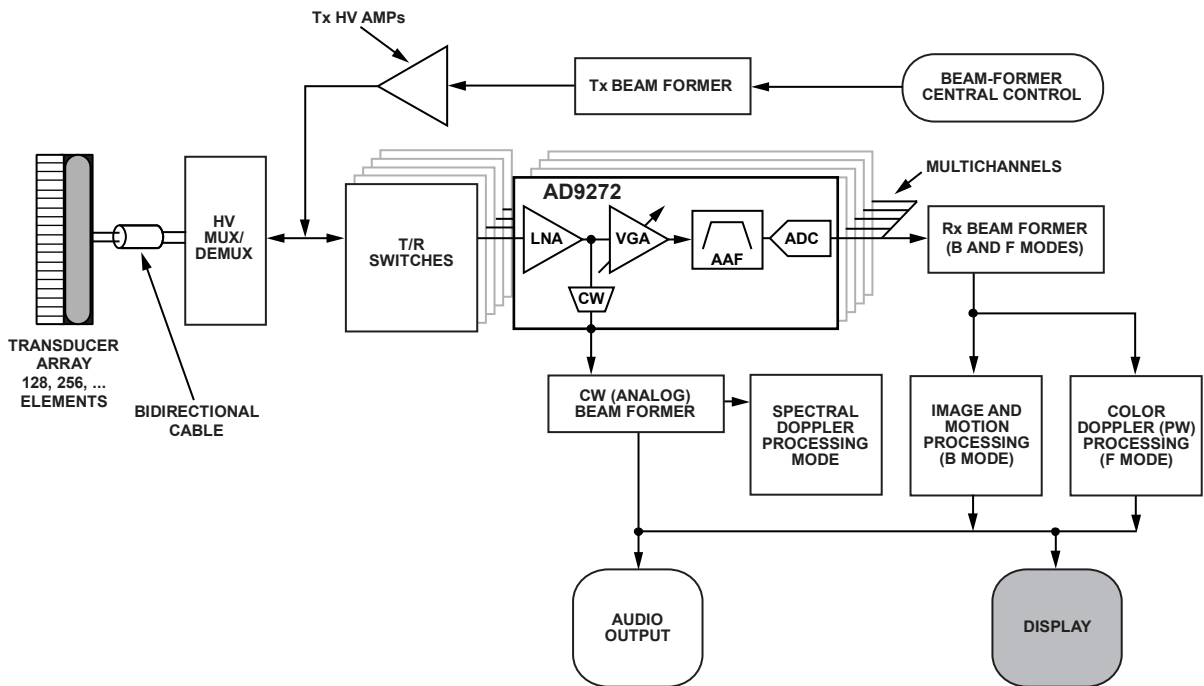 Tx HV AMPs
Tx BEAM FORMER
BEAM-FORMER
CENTRAL CONTROL
HV
MUX/
DEMUX
T/R
SWITCHES
AD9272
LNA
VGA
AAF
ADC
CW
MULTICHANNELS
Rx BEAM FORMER
(B AND F MODES)
TRANSDUCER
ARRAY
128, 256, ...
ELEMENTS
BIDIRECTIONAL
CABLE
CW (ANALOG)
BEAM FORMER
SPECTRAL
DOPPLER
PROCESSING
MODE
IMAGE AND
MOTION
PROCESSING
(B MODE)
COLOR
DOPPLER (PW)
PROCESSING
(F MODE)
AUDIO
OUTPUT
DISPLAY